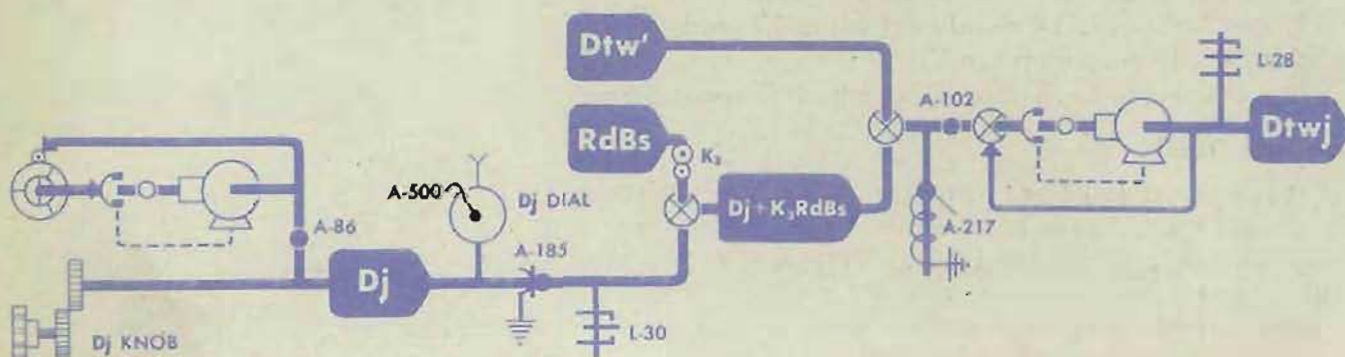 Dtw'
L-28
A-102
RdBs
Dtwj
K₃
A-500
Dj DIAL
Dj + K₃RdBs
A-86
A-217
A-185
Dj
L-30
Dj KNOB